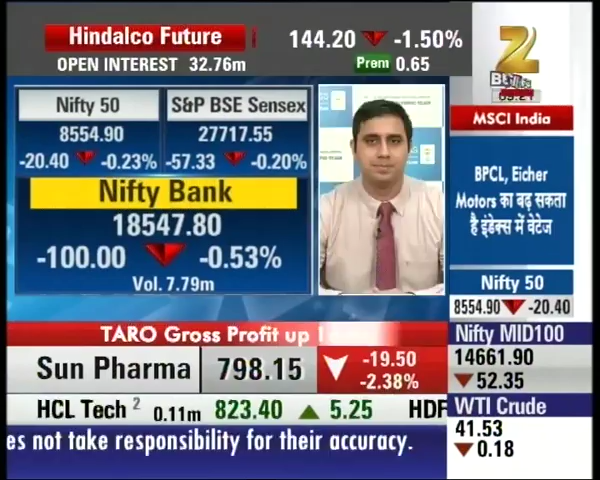 Hindalco Future
144.20 -1.50%
OPEN INTEREST 32.76m
Prem 0.65
Z
MSCI India
BPCL, Eicher
Motors का बढ़ सकता
है इंडेक्स में वेटेज
Nifty 50
8554.90
-20.40 -0.23%
S&P BSE Sensex
27717.55
-57.33 -0.20%
Nifty Bank
18547.80
-100.00 -0.53%
Vol. 7.79m
Nifty 50
8554.90 -20.40
TARO Gross Profit up
Sun Pharma 798.15
-19.50
-2.38%
Nifty MID100
14661.90
52.35
HCL Tech 2 0.11m 823.40 5.25 HDF
WTI Crude
41.53
0.18
es not take responsibility for their accuracy.